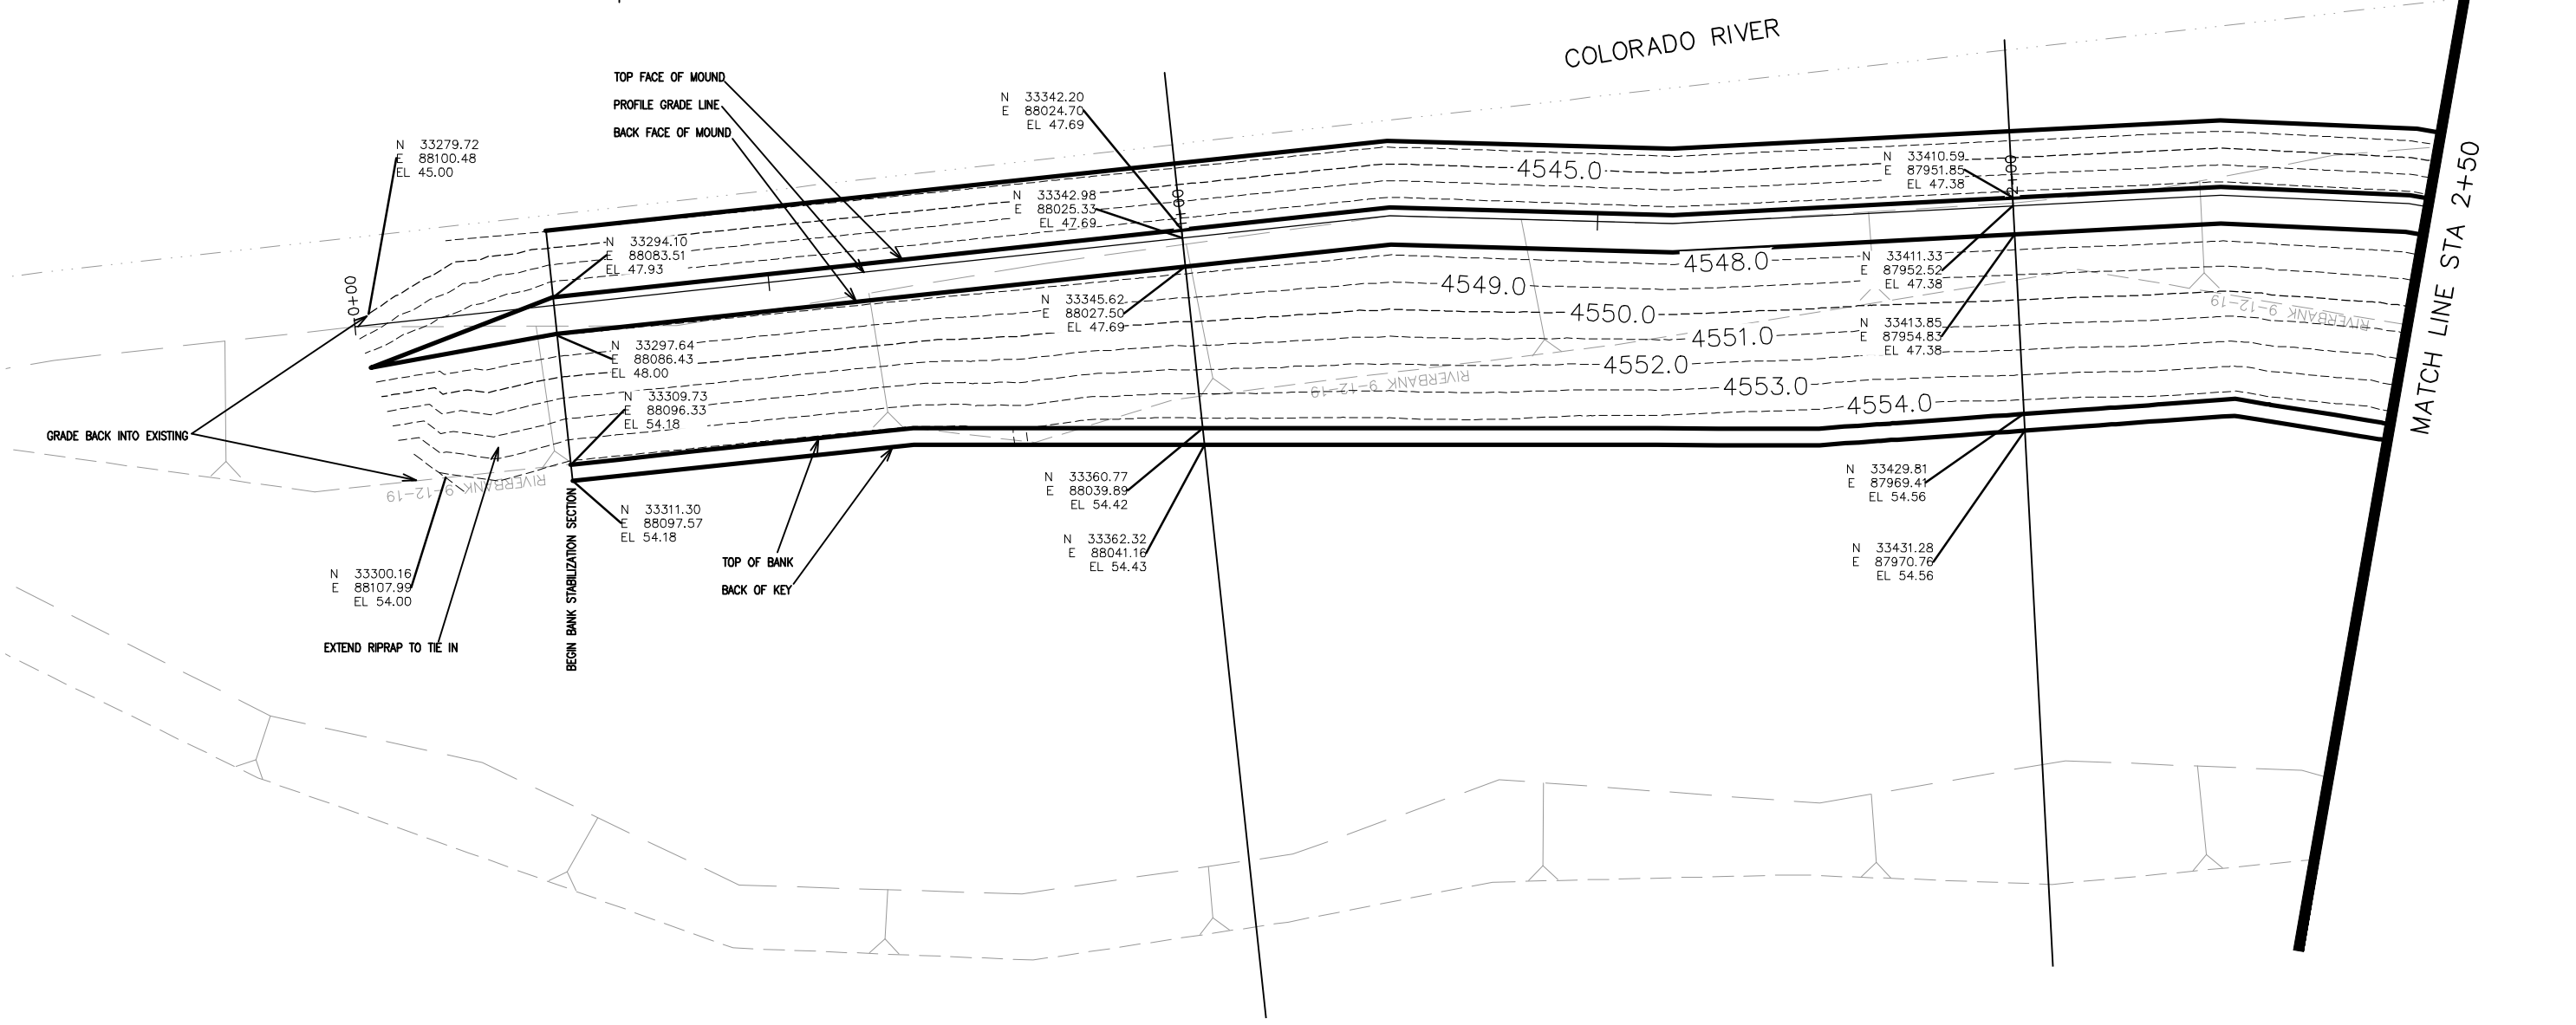 COLORADO RIVER
TOP FACE OF MOUND
PROFILE GRADE LINE
BACK FACE OF MOUND
N 33279.72
E 88100.48
EL 45.00
N 33342.20
E 88024.70
EL 47.69
N 33342.98
E 88025.33
EL 47.69
4545.0
N 33410.59
E 87951.85
EL 47.38
2+00
MATCH LINE STA 2+50
N 33294.10
E 88083.51
EL 47.93
0+00
N 33345.62
E 88027.50
EL 47.69
4548.0
4549.0
4550.0
4551.0
4552.0
4553.0
4554.0
N 33411.33
E 87952.52
EL 47.38
N 33413.85
E 87954.83
EL 47.38
RIVERBANK 9-12-19
N 33297.64
E 88086.43
EL 48.00
RIVERBANK 9-12-19
N 33309.73
E 88096.33
EL 54.18
GRADE BACK INTO EXISTING
RIVERBANK 9-12-19
N 33311.30
E 88097.57
EL 54.18
BEGIN BANK STABILIZATION SECTION
N 33360.77
E 88039.89
EL 54.42
N 33429.81
E 87969.41
EL 54.56
N 33362.32
E 88041.16
EL 54.43
N 33431.28
E 87970.76
EL 54.56
TOP OF BANK
BACK OF KEY
N 33300.16
E 88107.99
EL 54.00
EXTEND RIPRAP TO TIE IN